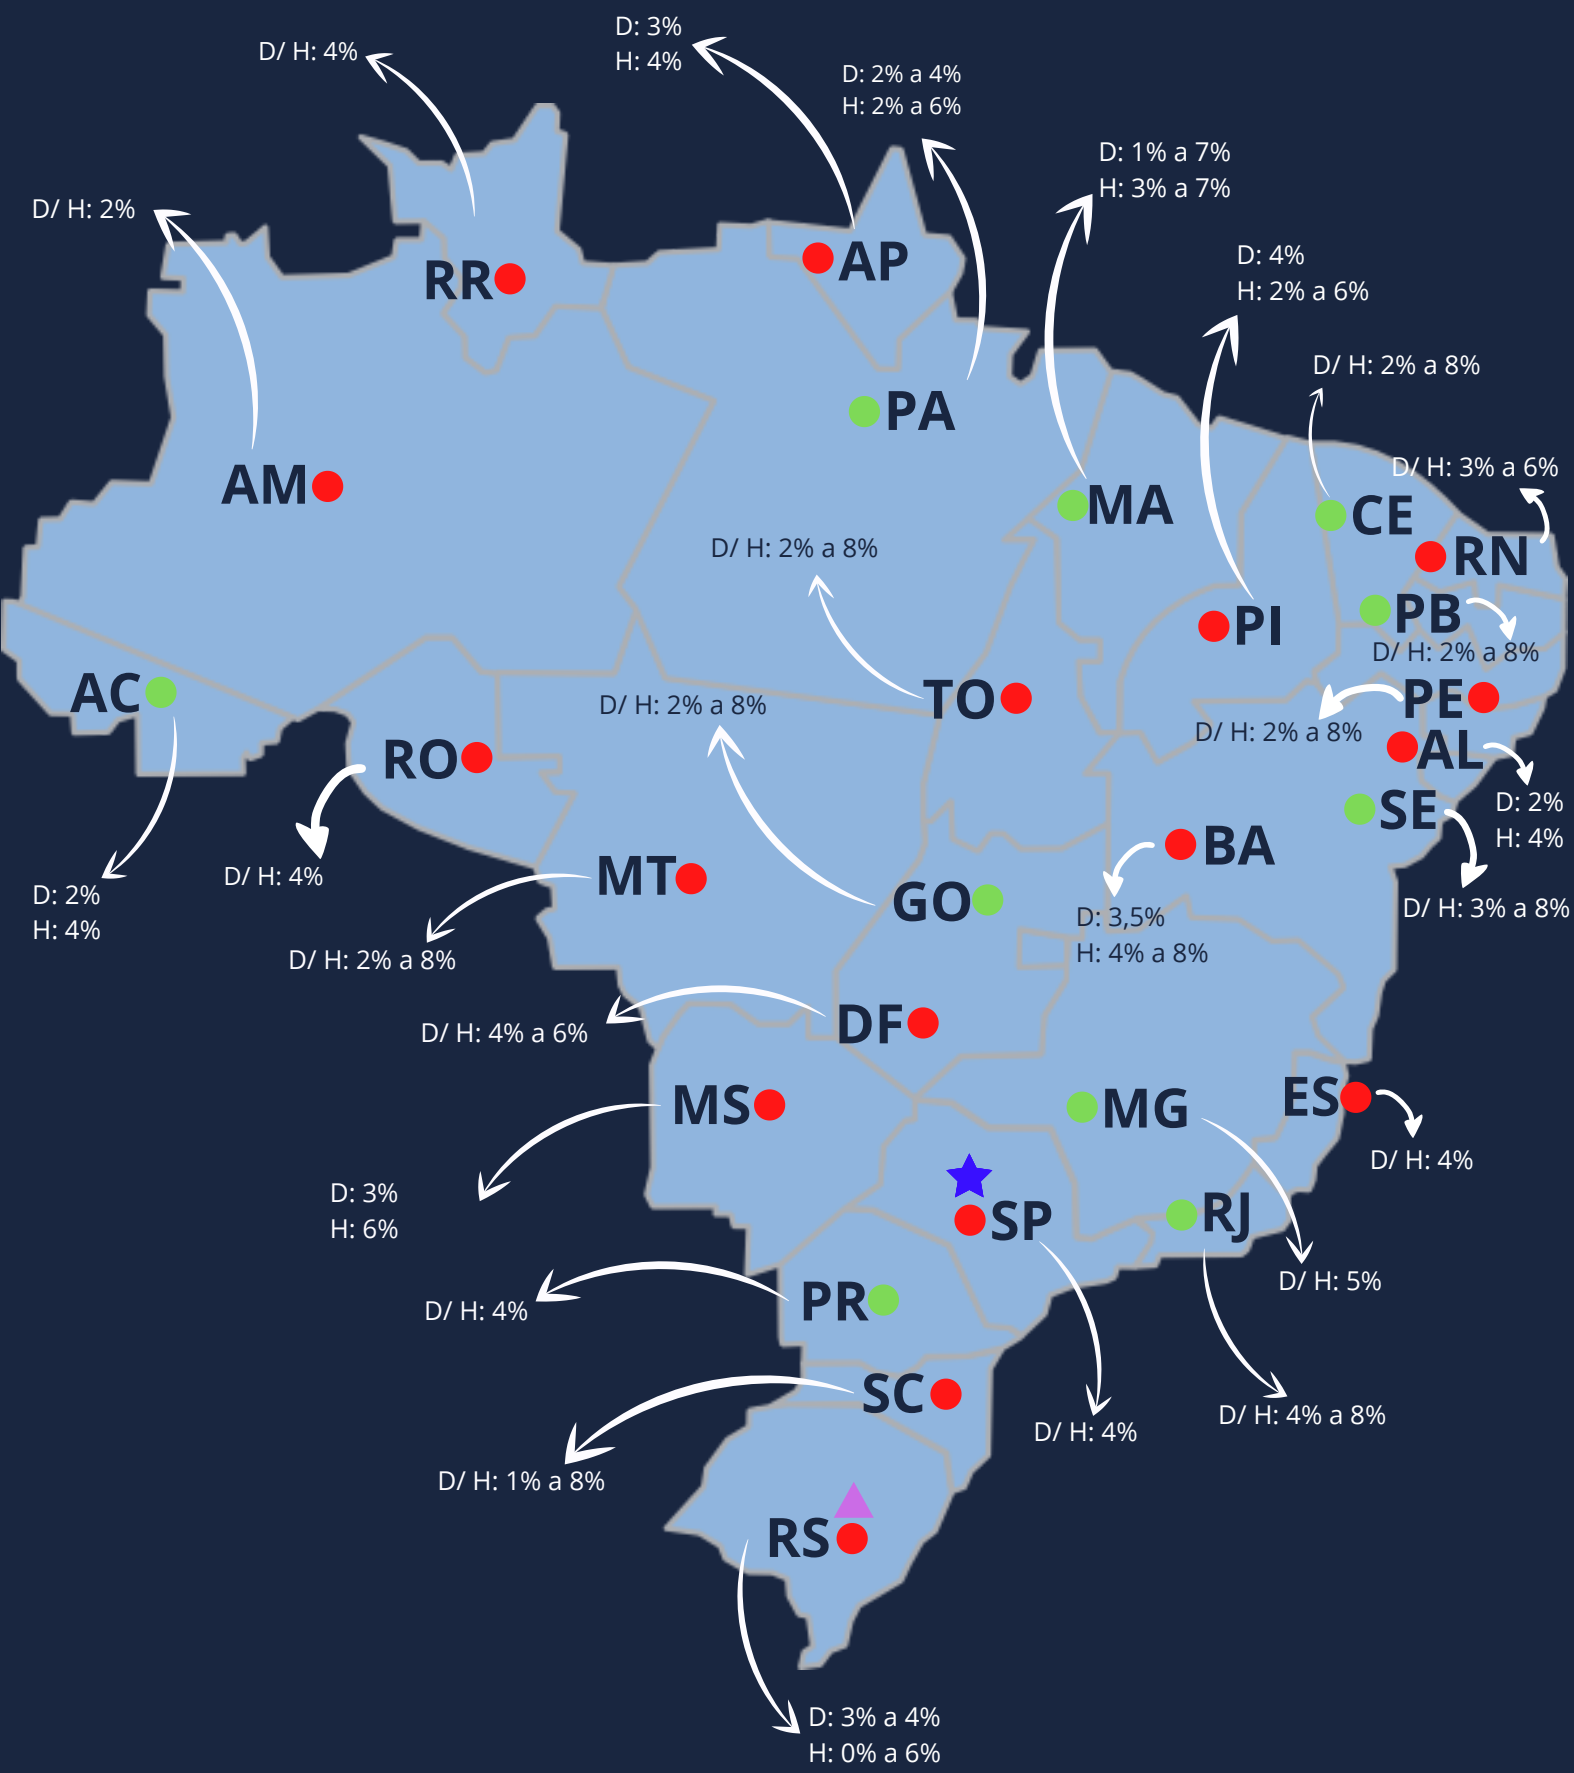 D: 3%
H: 4%
D/ H: 4%
D: 2% a 4%
H: 2% a 6%
D: 1% a 7%
H: 3% a 7%
D/ H: 2%
RR
AP
D: 4%
H: 2% a 6%
D/ H: 2% a 8%
PA
D/ H: 3% a 6%
AM
MA
CE
D/ H: 2% a 8%
RN
PI
PB
D/ H: 2% a 8%
AC
TO
PE
D/ H: 2% a 8%
D/ H: 2% a 8%
RO
AL
D: 2%
H: 4%
SE
BA
D/ H: 4%
MT
D: 2%
H: 4%
GO
D: 3,5%
H: 4% a 8%
D/ H: 3% a 8%
D/ H: 2% a 8%
D/ H: 4% a 6%
DF
MS
MG
ES
D/ H: 4%
D: 3%
H: 6%
SP
RJ
D/ H: 5%
D/ H: 4%
PR
SC
D/ H: 4%
D/ H: 4% a 8%
D/ H: 1% a 8%
RS
D: 3% a 4%
H: 0% a 6%